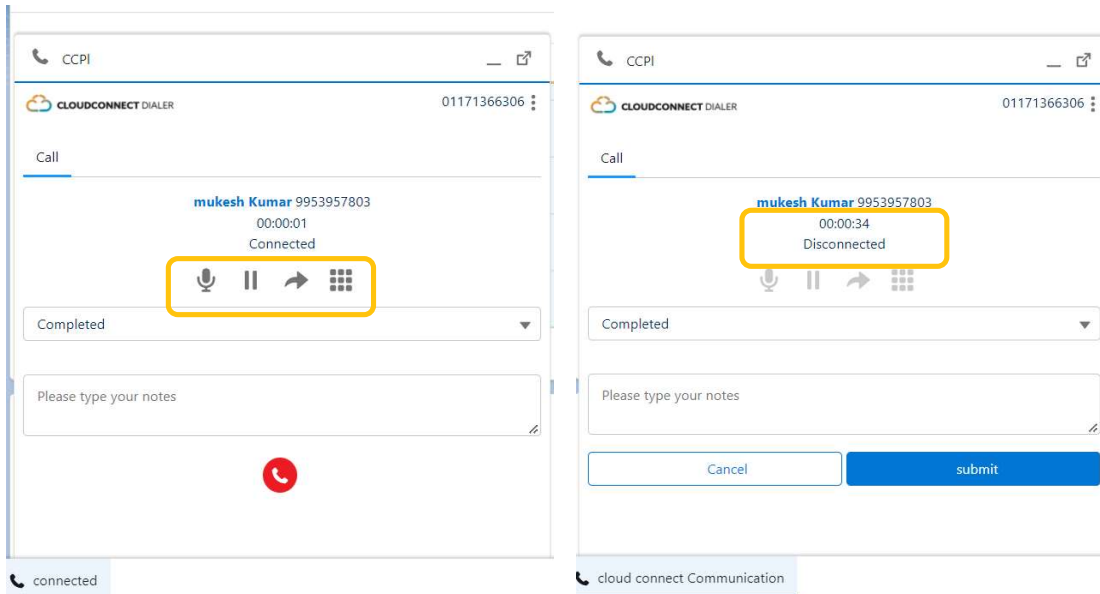 CCPl
CLOUDCONNECT DIALER
01171366306
Call
mukesh Kumar 9953957803
00:00:01
Connected
Completed
Please type your notes
connected
CCPl
CLOUDCONNECT DIALER
01171366306
Call
mukesh Kumar 9953957803
00:00:34
Disconnected
Completed
Please type your notes
Cancel
submit
cloud connect Communication